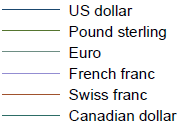 US dollar
Pound sterling
Euro
French franc
Swiss franc
Canadian dollar